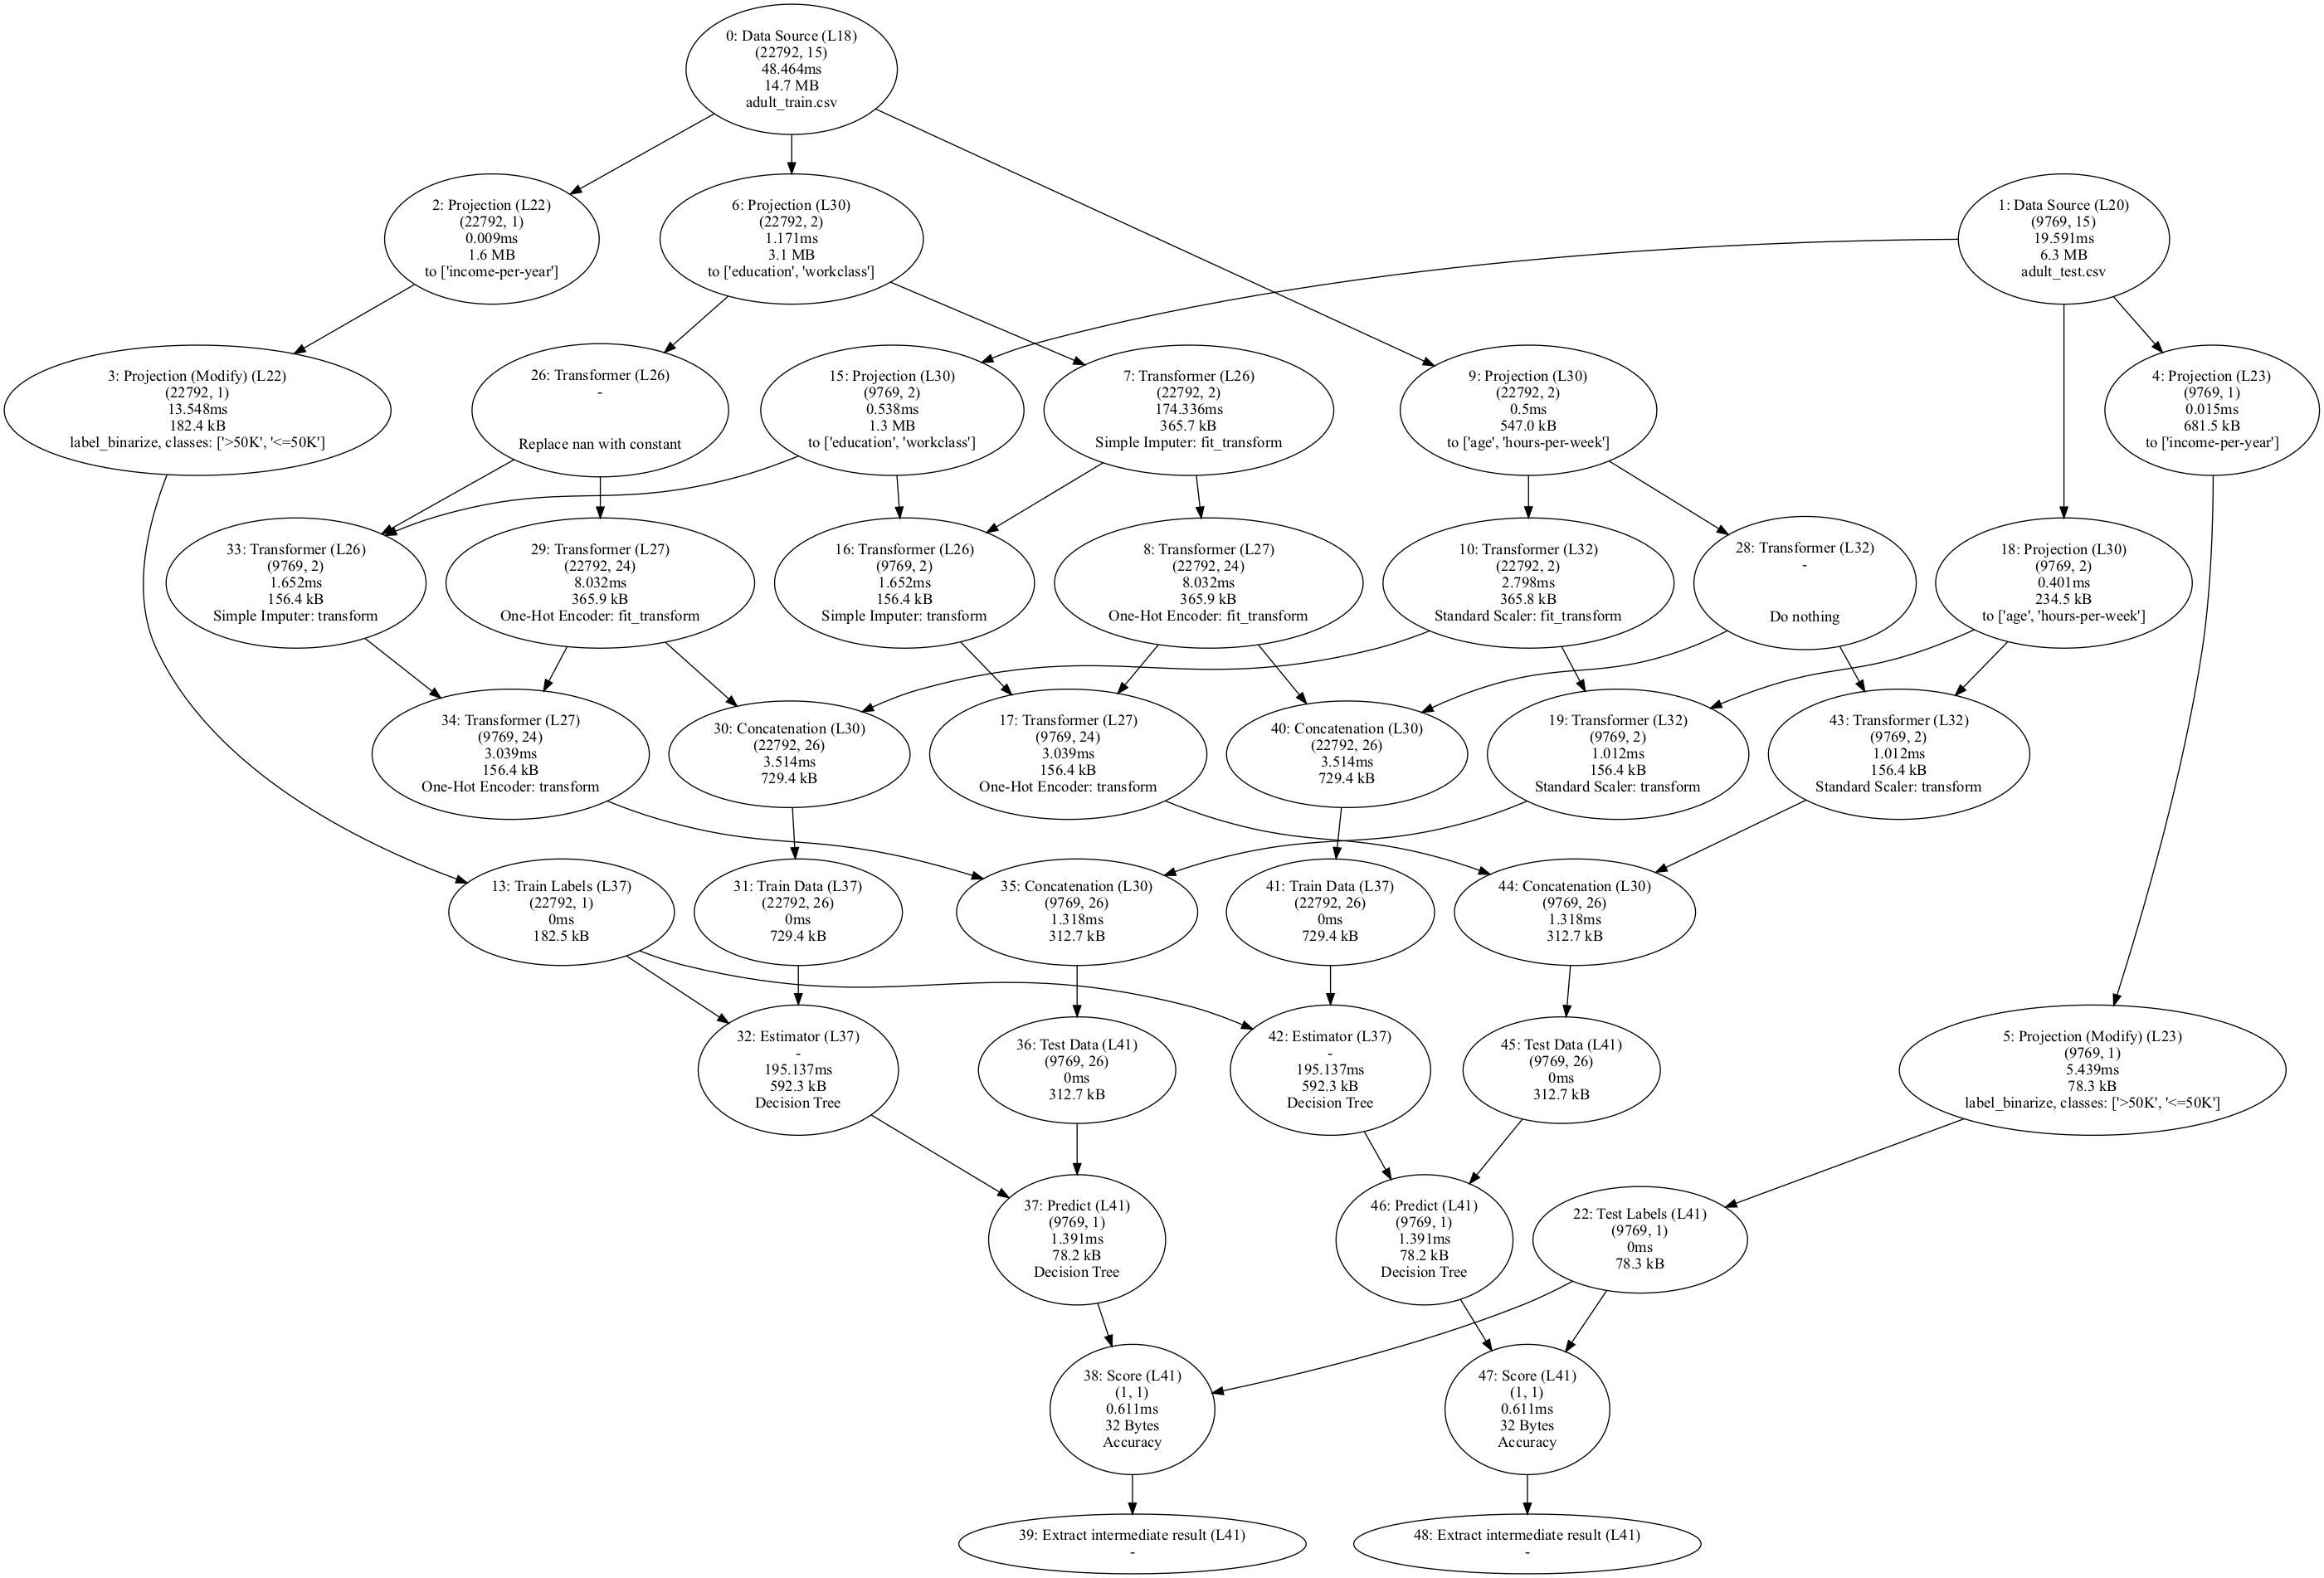 0: Data Source (L18)
(22792, 15)
48.464ms
14.7 MB
adult_train.csv
2: Projection (L22)
(22792, 1)
0.009ms
1.6 MB
to ['income-per-year']
6: Projection (L30)
(22792, 2)
1.171ms
3.1 MB
to ['education', 'workclass']
1: Data Source (L20)
(9769, 15)
19.591ms
6.3 MB
adult_test.csv
3: Projection (Modify) (L22)
(22792, 1)
13.548ms
182.4 kB
label_binarize, classes: ['>50K', '<=50K']
26: Transformer (L26)
-
Replace nan with constant
15: Projection (L30)
(9769, 2)
0.538ms
1.3 MB
to ['education', 'workclass']
7: Transformer (L26)
(22792, 2)
174.336ms
365.7 kB
Simple Imputer: fit_transform
9: Projection (L30)
(22792, 2)
0.5ms
547.0 kB
to ['age', 'hours-per-week']
4: Projection (L23)
(9769, 1)
0.015ms
681.5 kB
to ['income-per-year']
33: Transformer (L26)
(9769, 2)
1.652ms
156.4 kB
Simple Imputer: transform
29: Transformer (L27)
(22792, 24)
8.032ms
365.9 kB
One-Hot Encoder: fit_transform
16: Transformer (L26)
(9769, 2)
1.652ms
156.4 kB
Simple Imputer: transform
8: Transformer (L27)
(22792, 24)
8.032ms
365.9 kB
One-Hot Encoder: fit_transform
10: Transformer (L32)
(22792, 2)
2.798ms
365.8 kB
Standard Scaler: fit_transform
28: Transformer (L32)
-
Do nothing
18: Projection (L30)
(9769, 2)
0.401ms
234.5 kB
to ['age', 'hours-per-week']
34: Transformer (L27)
(9769, 24)
3.039ms
156.4 kB
One-Hot Encoder: transform
30: Concatenation (L30)
(22792, 26)
3.514ms
729.4 kB
17: Transformer (L27)
(9769, 24)
3.039ms
156.4 kB
One-Hot Encoder: transform
40: Concatenation (L30)
(22792, 26)
3.514ms
729.4 kB
19: Transformer (L32)
(9769, 2)
1.012ms
156.4 kB
Standard Scaler: transform
43: Transformer (L32)
(9769, 2)
1.012ms
156.4 kB
Standard Scaler: transform
13: Train Labels (L37)
(22792, 1)
0ms
182.5 kB
31: Train Data (L37)
(22792, 26)
0ms
729.4 kB
35: Concatenation (L30)
(9769, 26)
1.318ms
312.7 kB
41: Train Data (L37)
(22792, 26)
0ms
729.4 kB
44: Concatenation (L30)
(9769, 26)
1.318ms
312.7 kB
32: Estimator (L37)
-
195.137ms
592.3 kB
Decision Tree
36: Test Data (L41)
(9769, 26)
0ms
312.7 kB
42: Estimator (L37)
-
195.137ms
592.3 kB
Decision Tree
45: Test Data (L41)
(9769, 26)
0ms
312.7 kB
5: Projection (Modify) (L23)
(9769, 1)
5.439ms
78.3 kB
label_binarize, classes: ['>50K', '<=50K']
37: Predict (L41)
(9769, 1)
1.391ms
78.2 kB
Decision Tree
46: Predict (L41)
(9769, 1)
1.391ms
78.2 kB
Decision Tree
22: Test Labels (L41)
(9769, 1)
0ms
78.3 kB
38: Score (L41)
(1, 1)
0.611ms
32 Bytes
Accuracy
47: Score (L41)
(1, 1)
0.611ms
32 Bytes
Accuracy
39: Extract intermediate result (L41)
-
48: Extract intermediate result (L41)
-